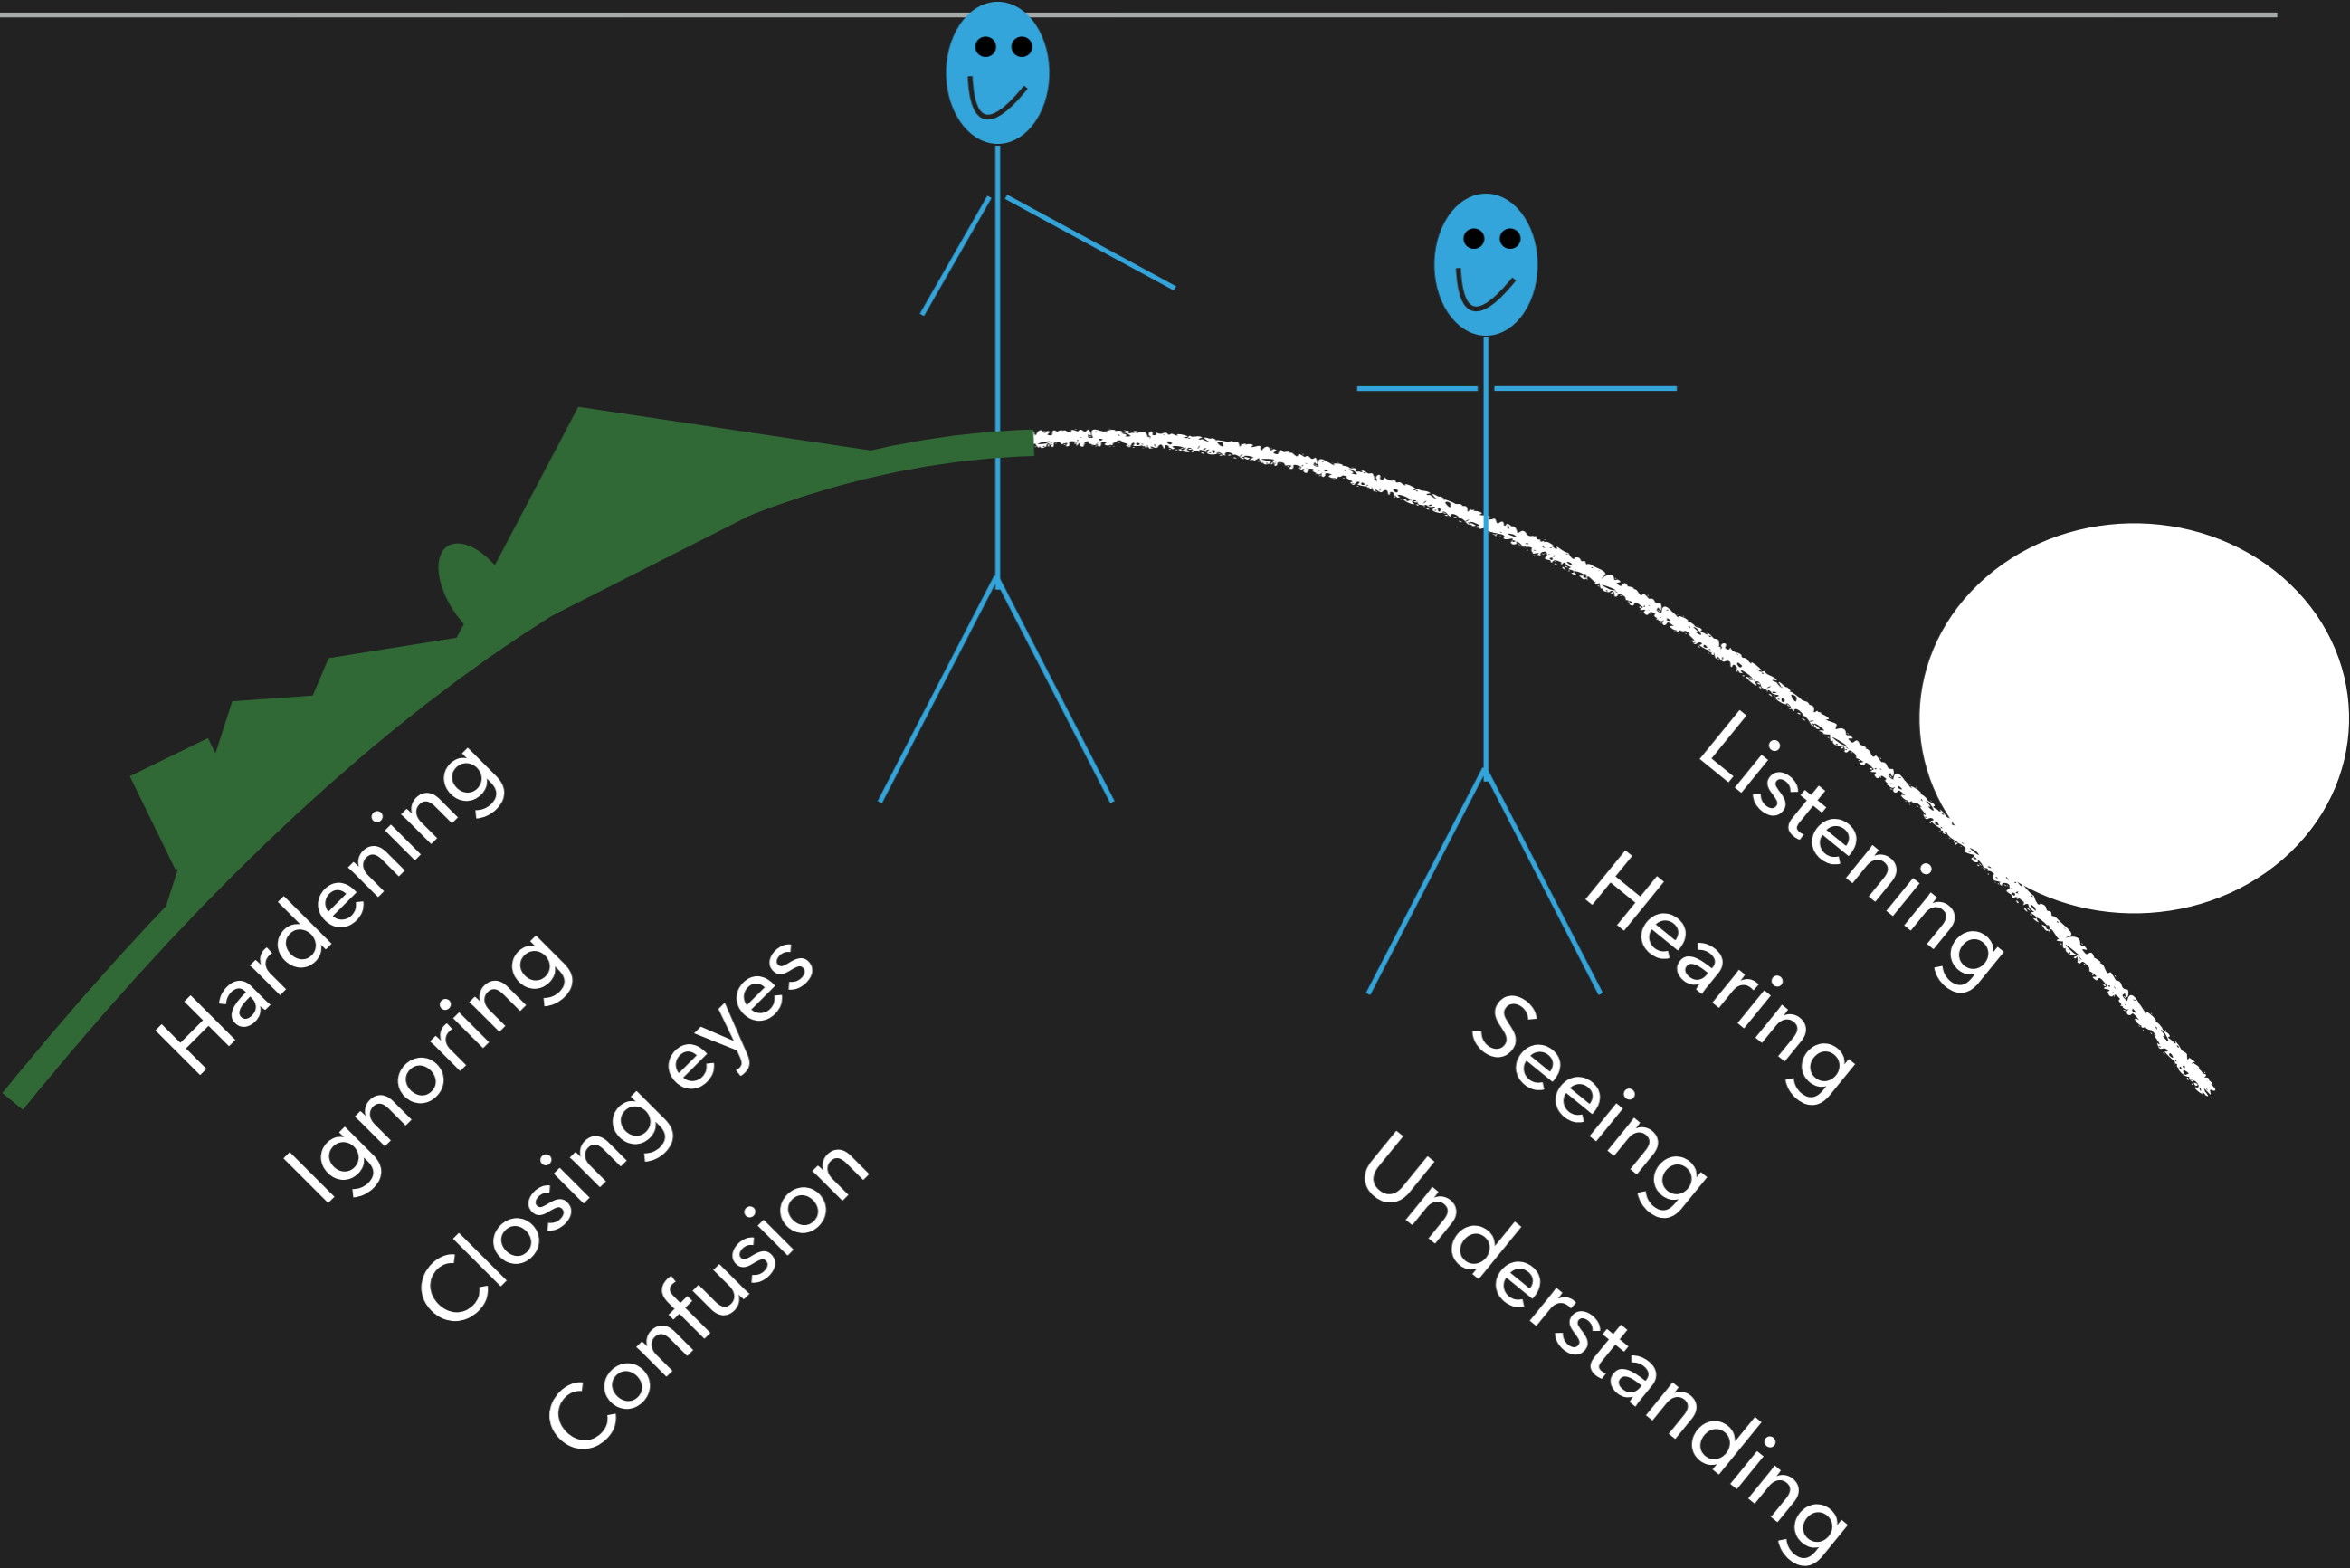 Hardening
Ignoring
Closing eyes
Confusion
Listening
Hearing
Seeing
Understanding